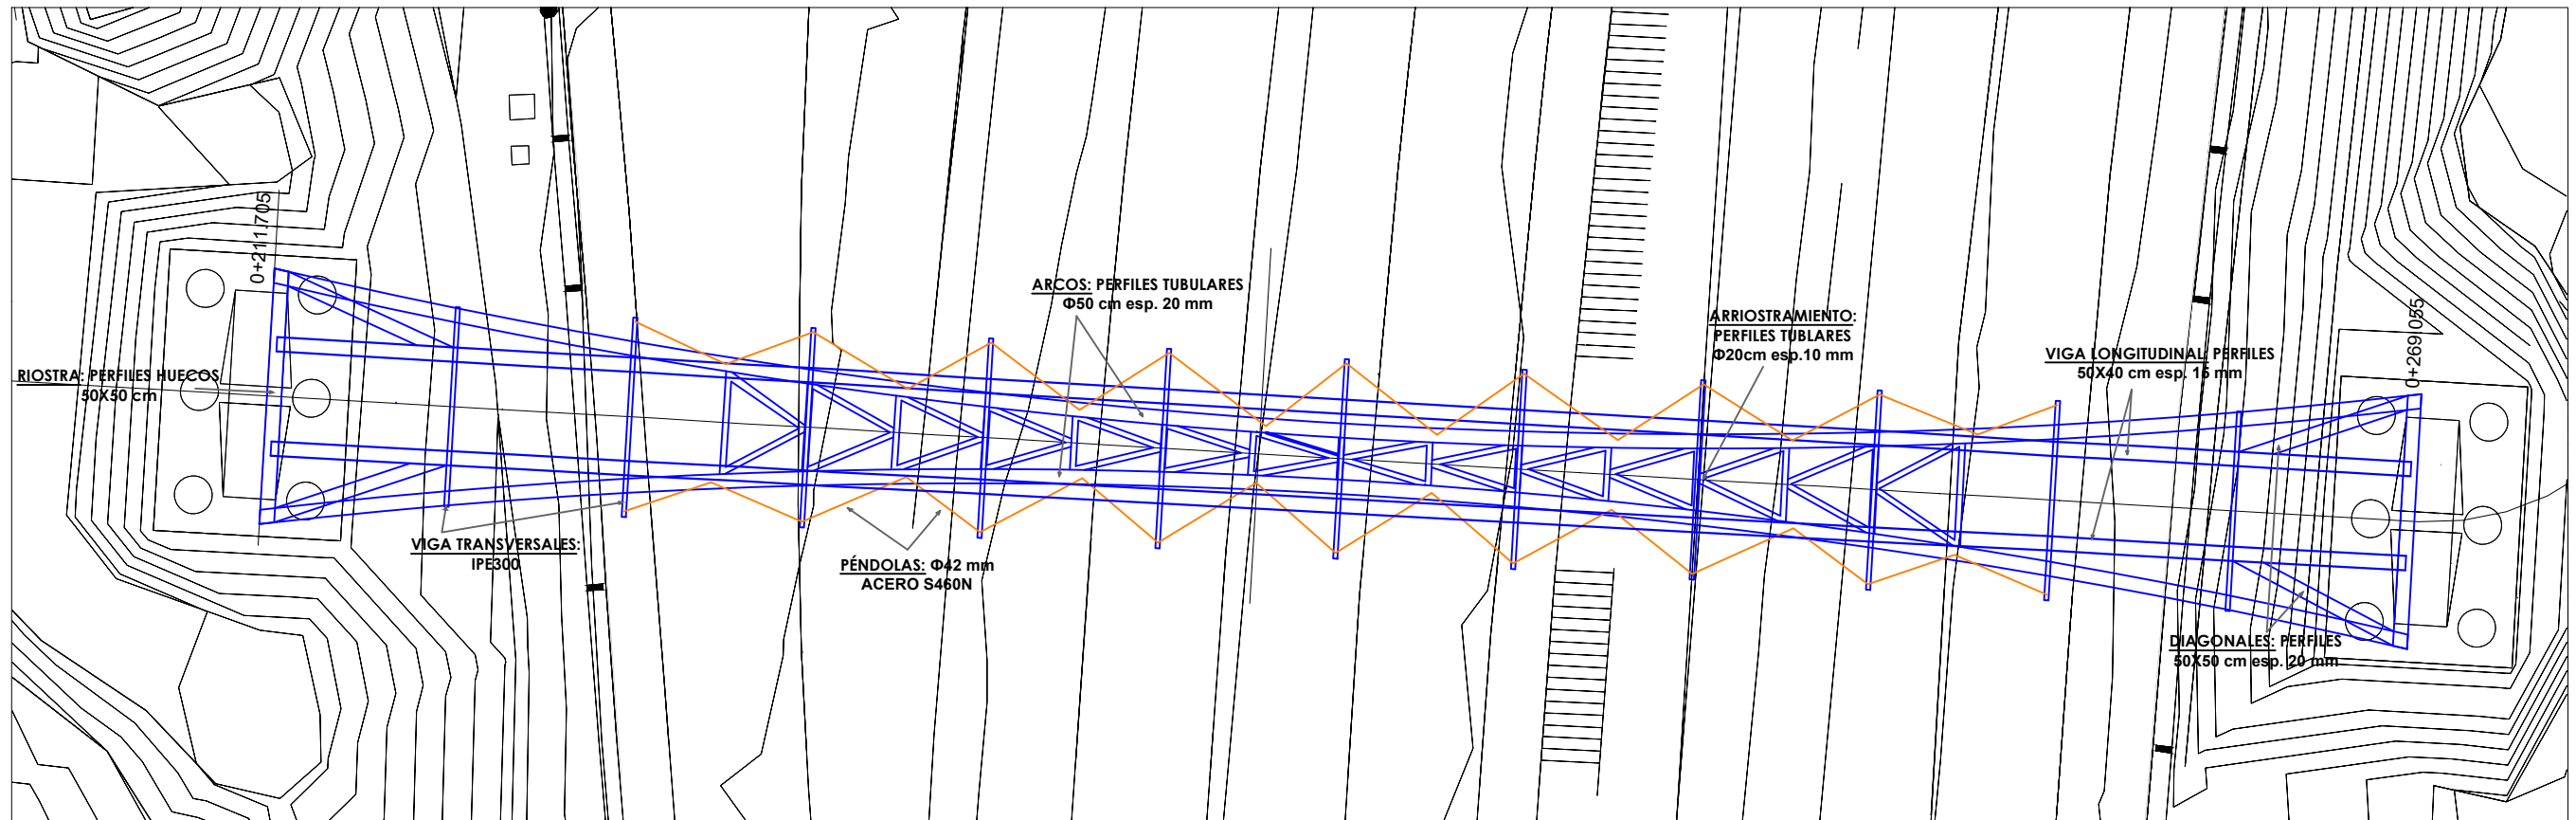 0+211.705
ARCOS: PERFILES TUBULARES
Φ50 cm esp. 20 mm
ARRIOSTRAMIENTO:
PERFILES TUBLARES
Φ20cm esp.10 mm
0+269.055
VIGA LONGITUDINAL: PERFILES
50X40 cm esp. 15 mm
RIOSTRA: PERFILES HUECOS
50X50 cm
VIGA TRANSVERSALES:
IPE300
PÉNDOLAS: Φ42 mm
ACERO S460N
DIAGONALES: PERFILES
50X50 cm esp. 20 mm